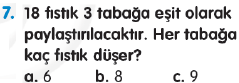 7. 18 fıstık 3 tabağa eşit olarak
paylaştırılacaktır. Her tabağa
kaç fıstık düşer?
a. 6 b. 8 c. 9